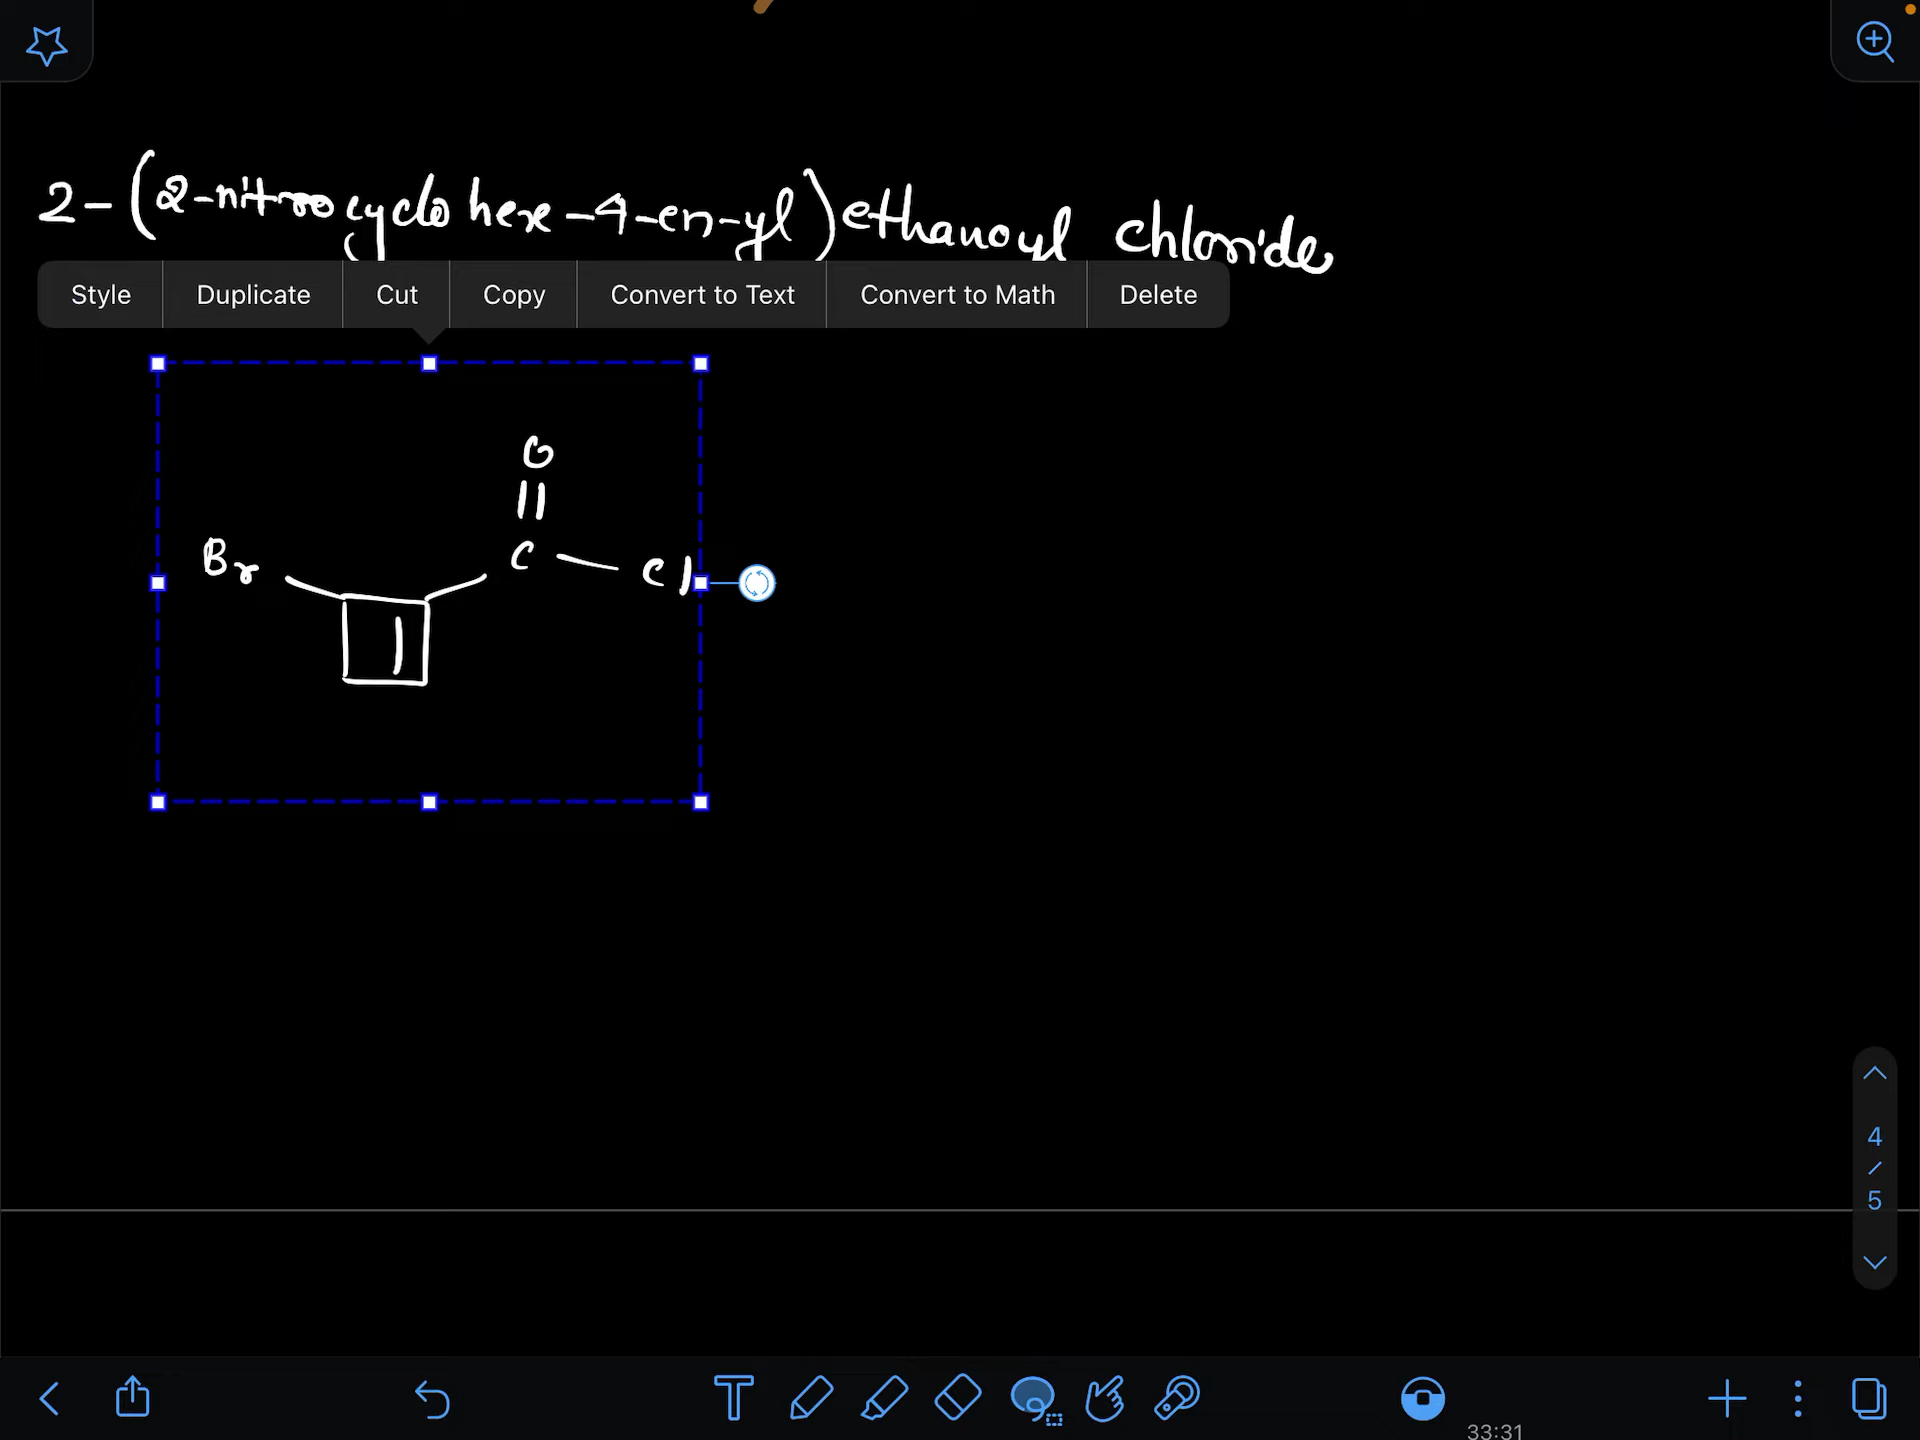 2-(2-nitrocyclohex-4-en-yl)ethanoyl chloride
Style Duplicate Cut Copy Convert to Text Convert to Math Delete
O
Br C Cl
4
/
5
T
33:31